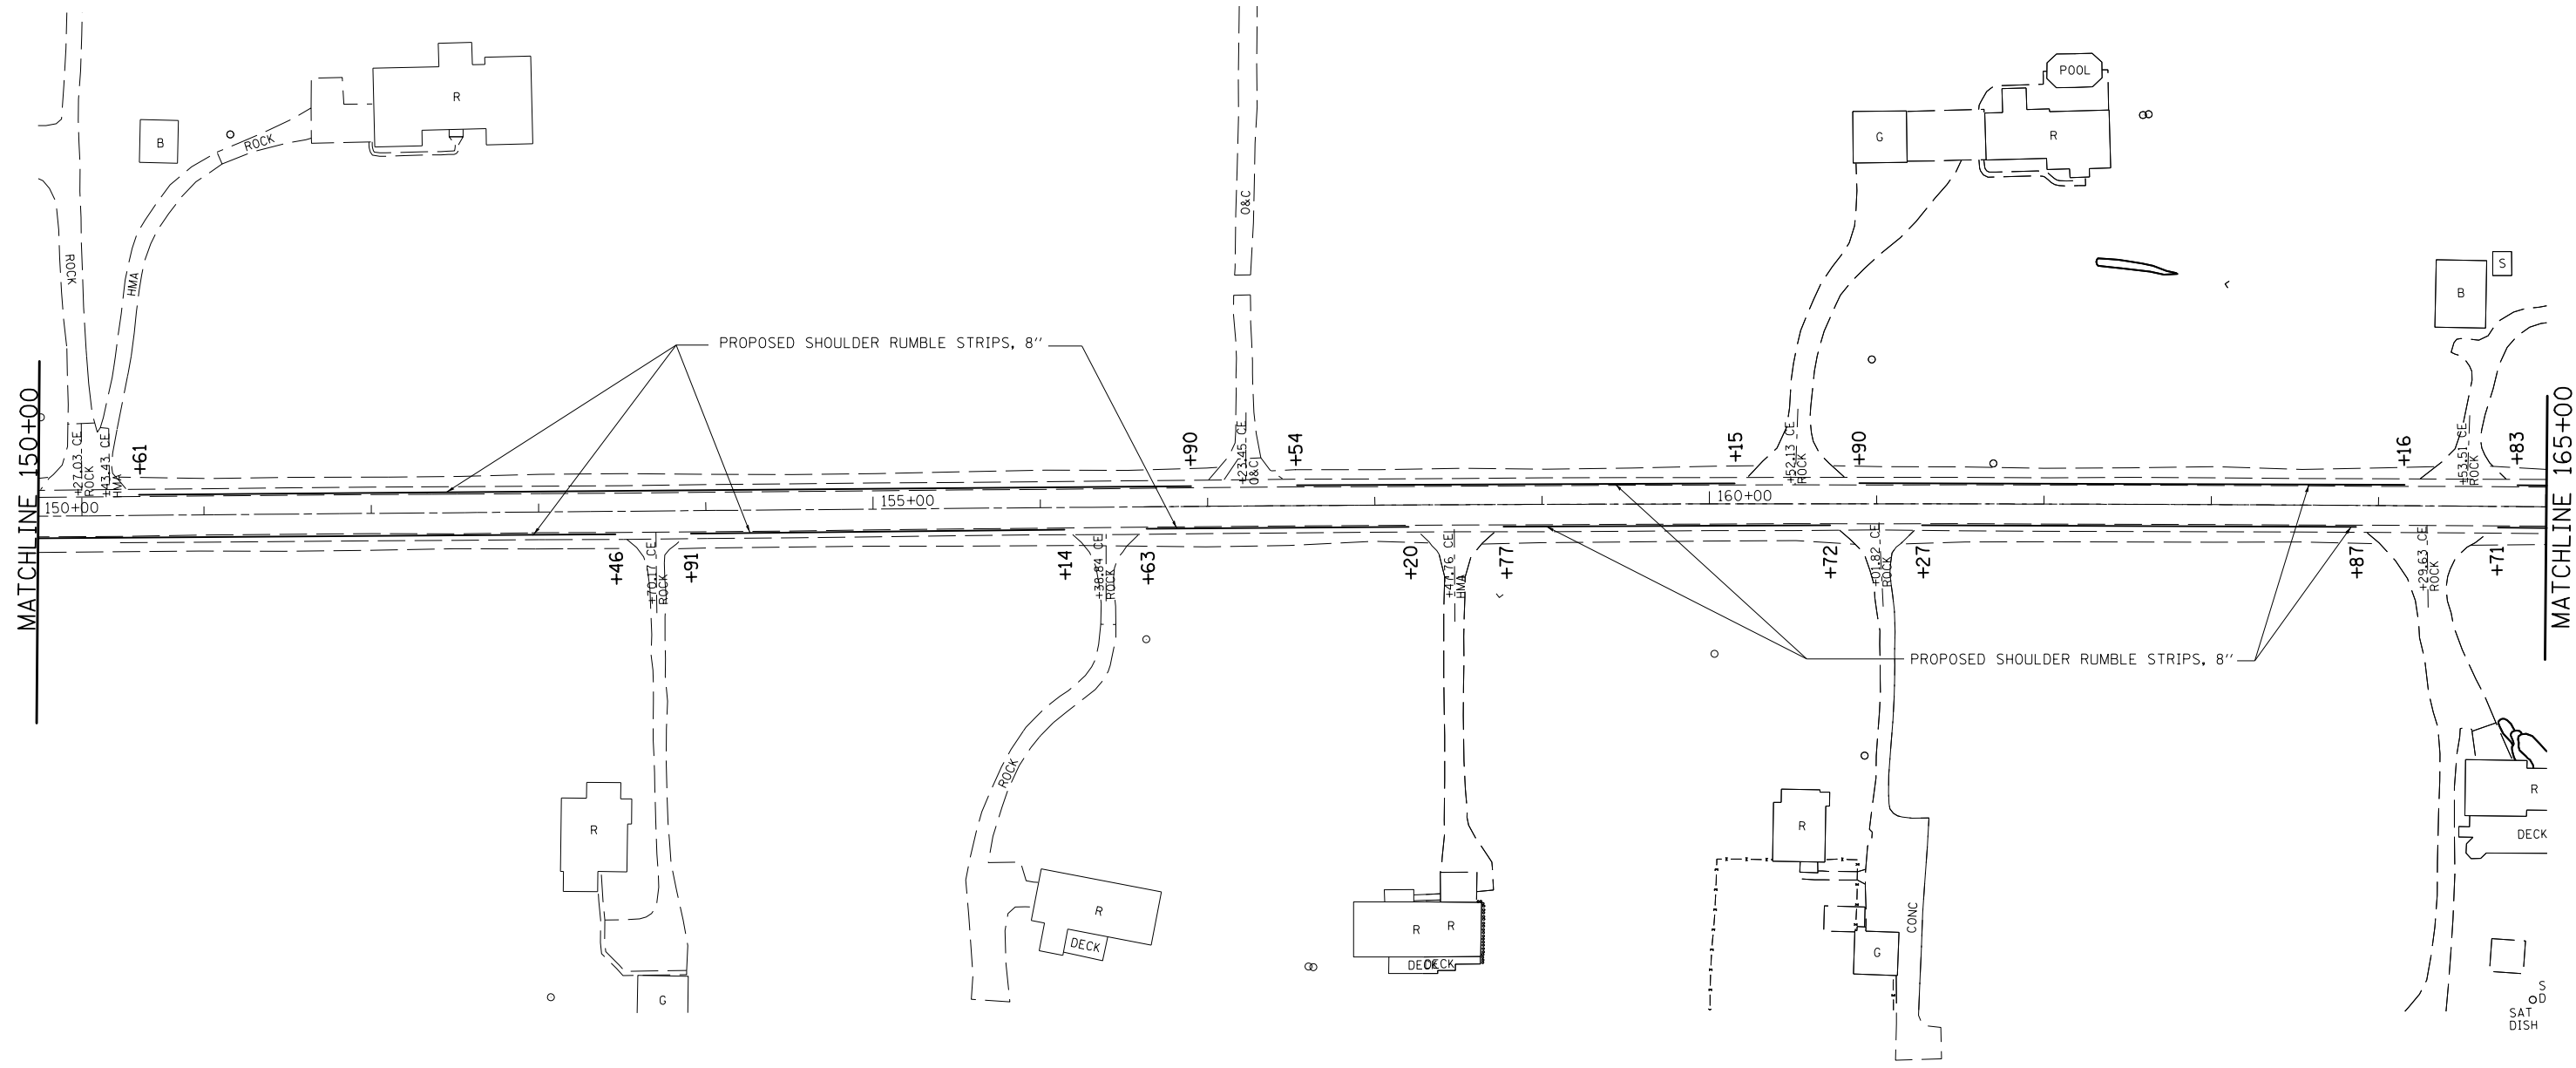 POOL
R
G
R
B
ROCK
O&C
ROCK
HMA
S
B
PROPOSED SHOULDER RUMBLE STRIPS, 8"
MATCHLINE 150+00
MATCHLINE 165+00
+27.03 CE
ROCK
+43.43 CE
HMA
+61
+90
+23.45 CE
O&C
+54
+15
+52.13 CE
ROCK
+90
+16
+53.51 CE
ROCK
+83
150+00
155+00
160+00
+46
+70.17 CE
ROCK
+91
+14
+38.84 CE
ROCK
+63
+20
+47.76 CE
HMA
+77
+72
+01.82 CE
ROCK
+27
+87
+29.63 CE
ROCK
+71
PROPOSED SHOULDER RUMBLE STRIPS, 8"
ROCK
R
R
R
DECK
R
DECK
R
R
DECK
DECK
CONC
G
G
S
D
SAT
DISH